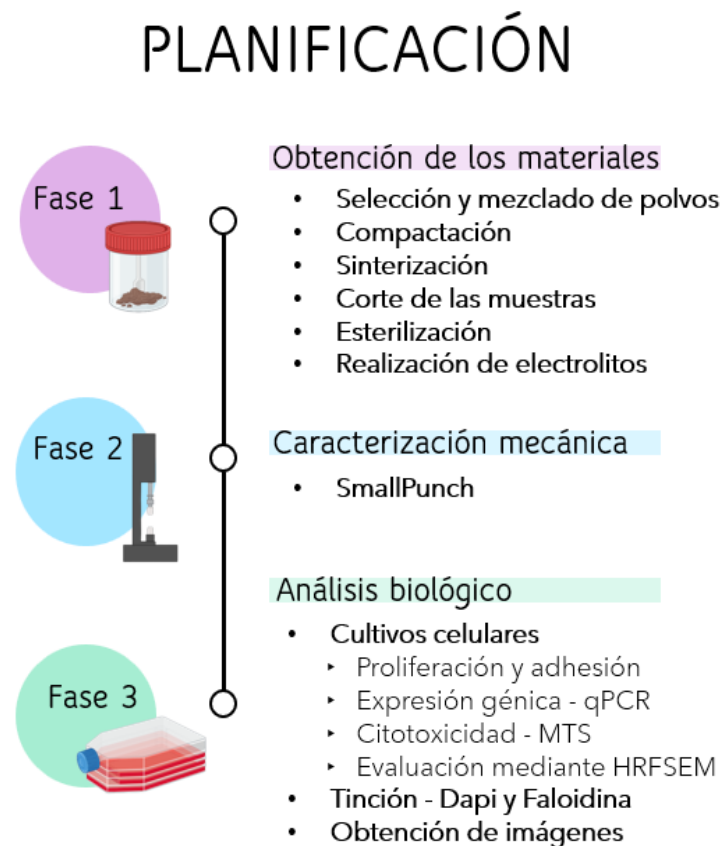 PLANIFICACIÓN
Fase 1
Obtención de los materiales
• Selección y mezclado de polvos
• Compactación
• Sinterización
• Corte de las muestras
• Esterilización
• Realización de electrolitos
Fase 2
Caracterización mecánica
• SmallPunch
Fase 3
Análisis biológico
• Cultivos celulares
‣ Proliferación y adhesión
‣ Expresión génica - qPCR
‣ Citotoxicidad - MTS
‣ Evaluación mediante HRFSEM
• Tinción - Dapi y Faloidina
• Obtención de imágenes